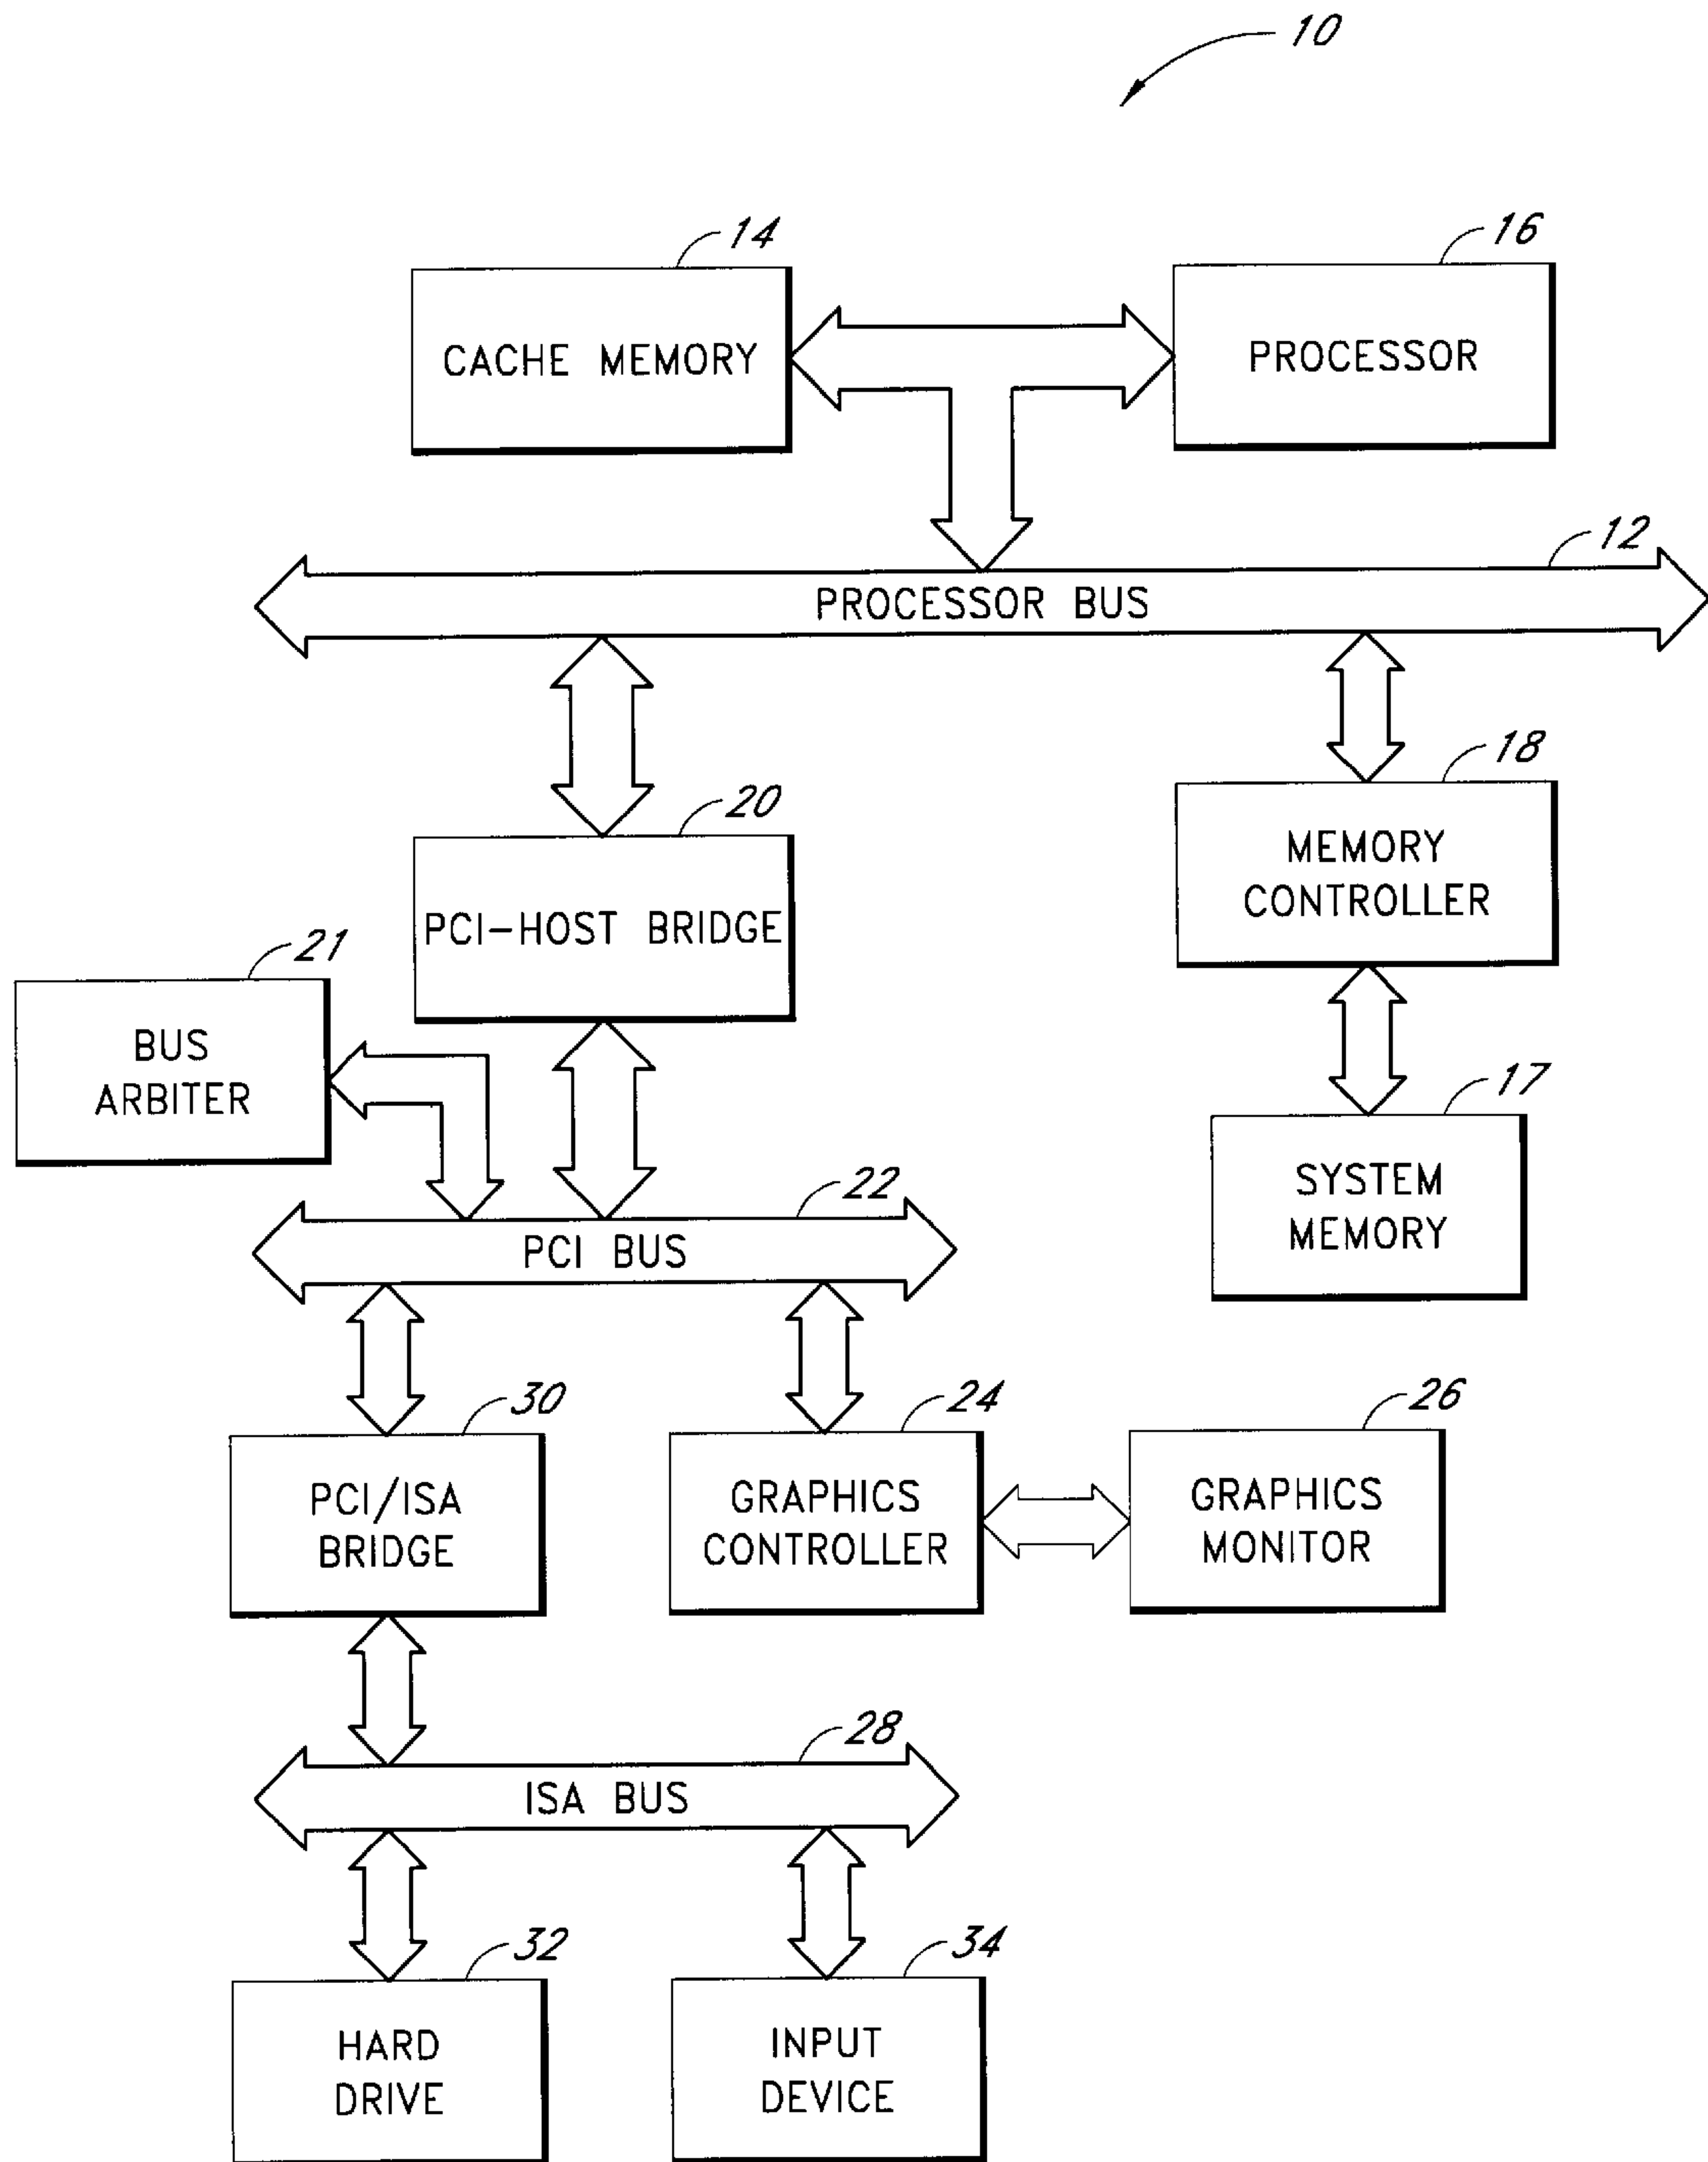 10
14
16
CACHE MEMORY
PROCESSOR
12
PROCESSOR BUS
20
18
PCI-HOST BRIDGE
MEMORY
CONTROLLER
21
BUS
ARBITER
17
SYSTEM
MEMORY
22
PCI BUS
30
24
26
PCI/ISA
BRIDGE
GRAPHICS
CONTROLLER
GRAPHICS
MONITOR
28
ISA BUS
32
34
HARD
DRIVE
INPUT
DEVICE